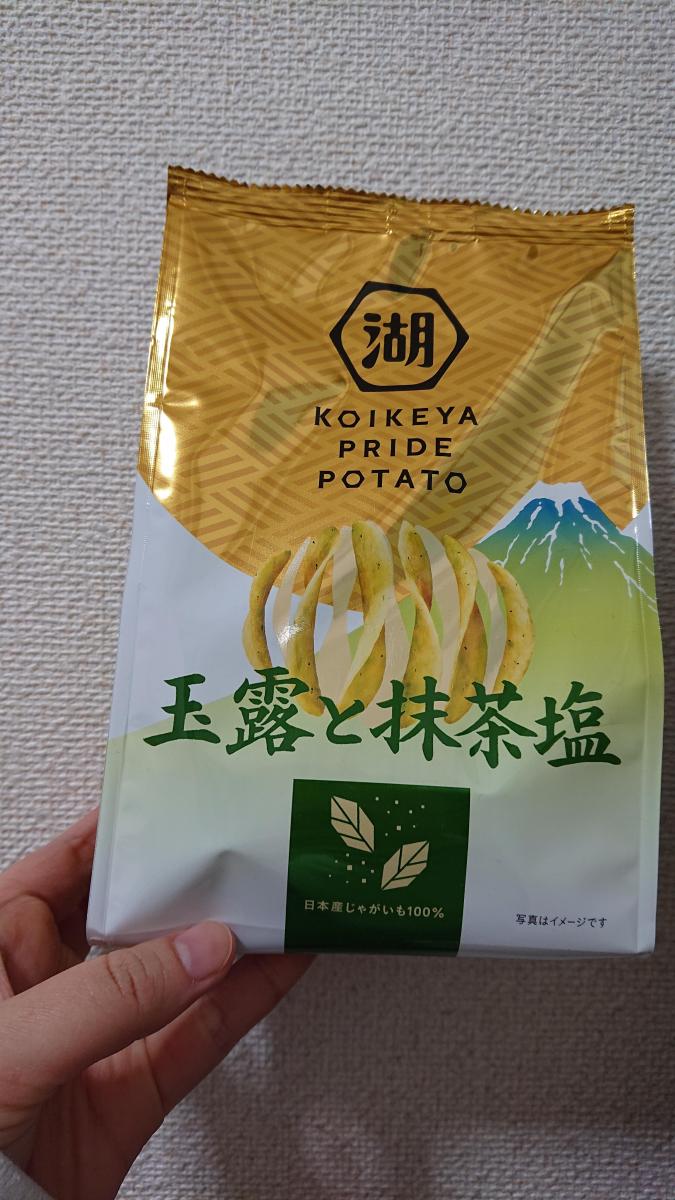 湖
KOIKEYA
PRIDE
POTATO
玉露と抹茶塩
日本産じゃがいも100%
写真はイメージです